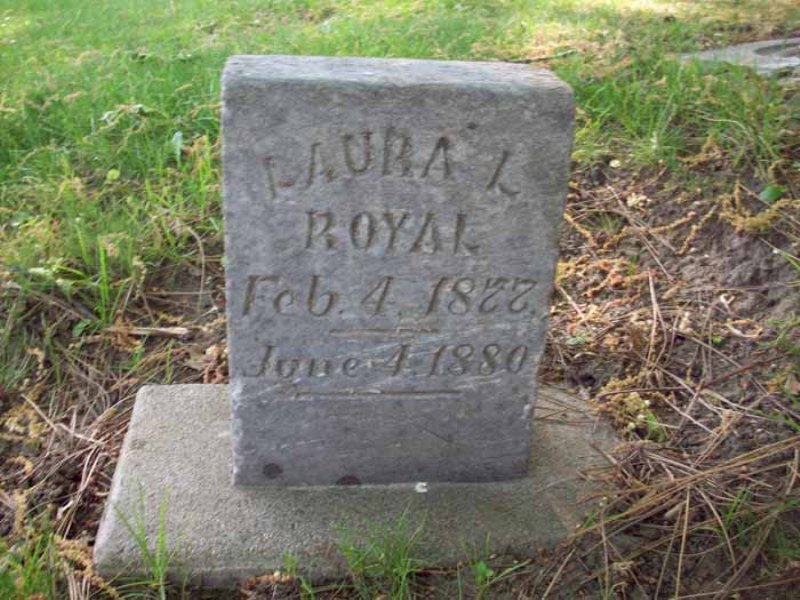 LAURA L
ROYAL
Feb. 4, 1877.
June 4, 1880